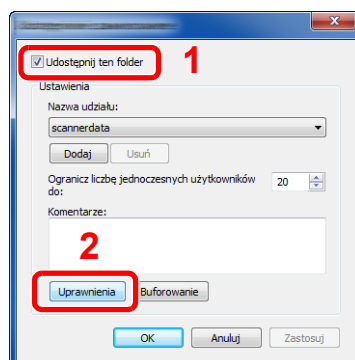 Udostępnij ten folder
1
Ustawienia
Nazwa udziału:
scannerdata
Dodaj Usuń
Ogranicz liczbę jednoczesnych użytkowników do: 20
Komentarze:
2
Uprawnienia Buforowanie
OK Anuluj Zastosuj